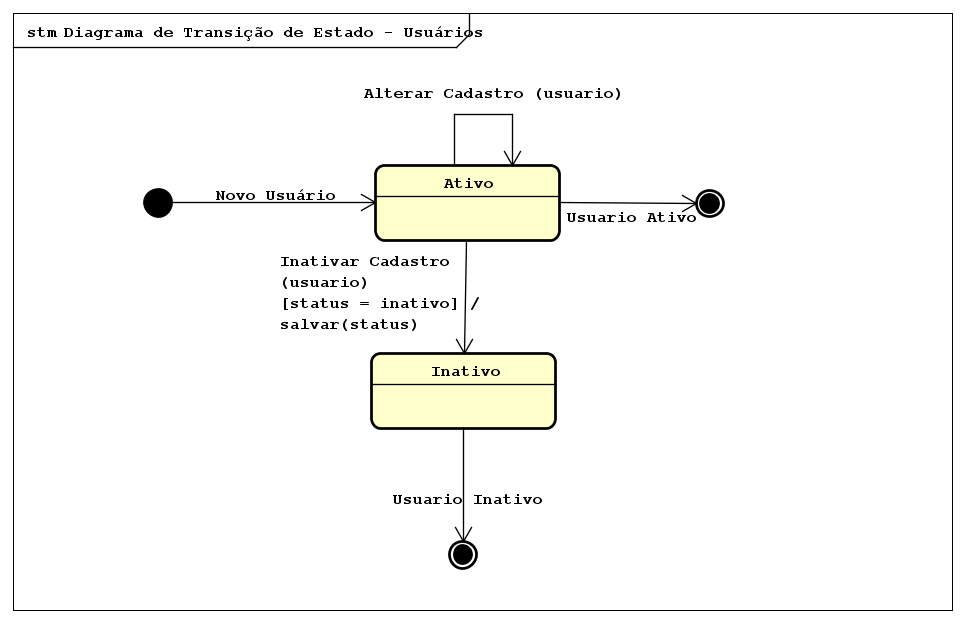 stm Diagrama de Transição de Estado - Usuários
Alterar Cadastro (usuario)
Ativo
Novo Usuário
Usuario Ativo
Inativar Cadastro
(usuario)
[status = inativo] /
salvar(status)
Inativo
Usuario Inativo